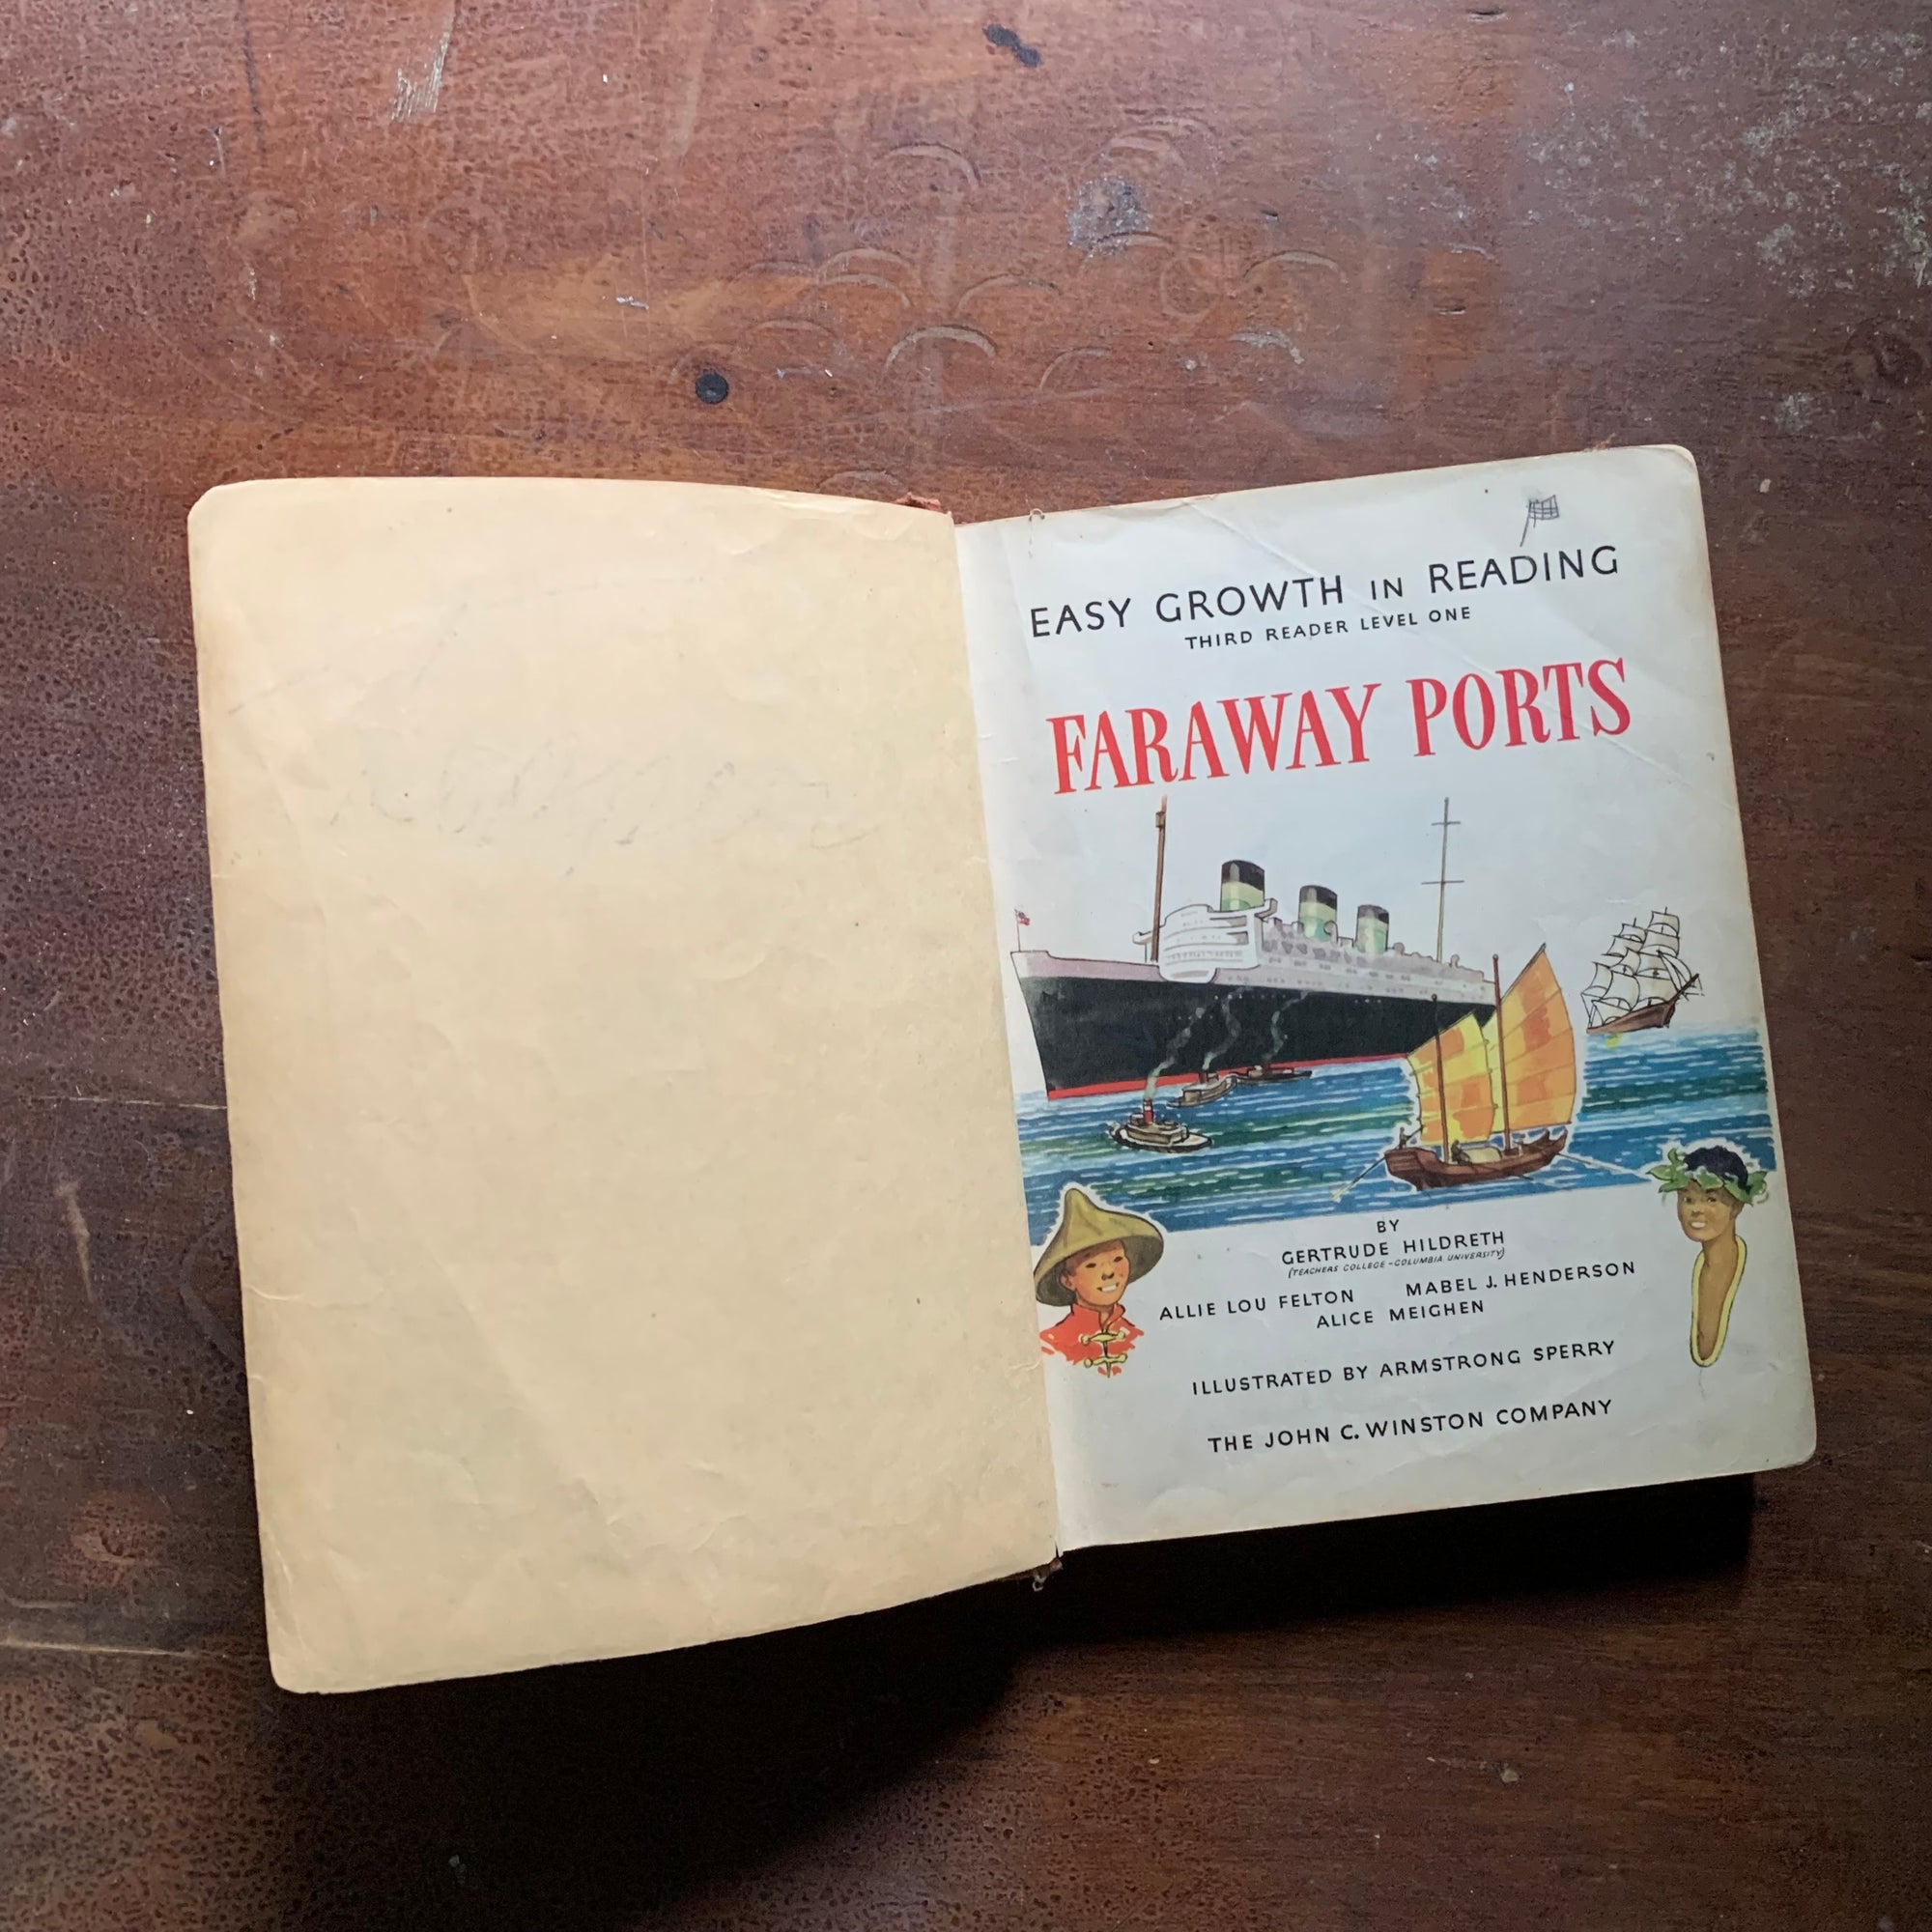 EASY GROWTH IN READING
THIRD READER LEVEL ONE
FARAWAY PORTS
BY
GERTRUDE HILDRETH
(TEACHERS COLLEGE - COLUMBIA UNIVERSITY)
ALLIE LOU FELTON MABEL J. HENDERSON
ALICE MEIGHEN
ILLUSTRATED BY ARMSTRONG SPERRY
THE JOHN C. WINSTON COMPANY